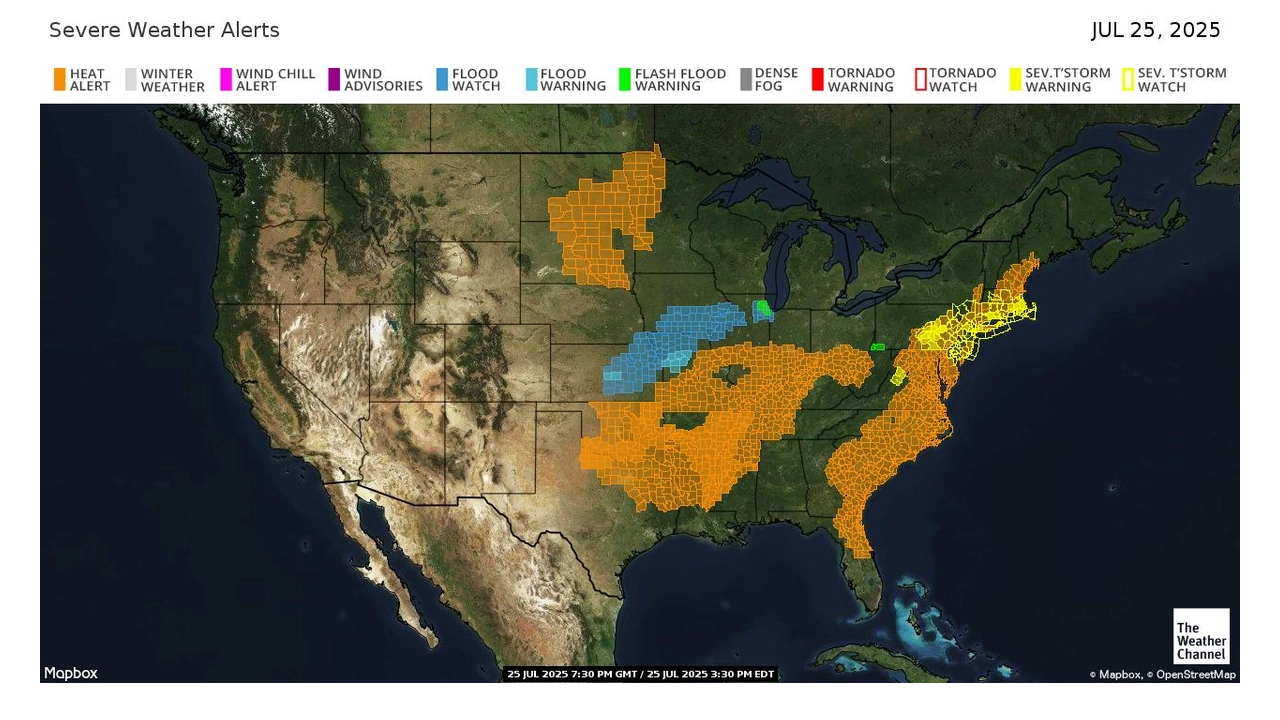 Severe Weather Alerts
JUL 25, 2025
HEAT ALERT
WINTER WEATHER
WIND CHILL ALERT
WIND ADVISORIES
FLOOD WATCH
FLOOD WARNING
FLASH FLOOD WARNING
DENSE FOG
TORNADO WARNING
TORNADO WATCH
SEV.T'STORM WARNING
SEV. T'STORM WATCH
The
Weather
Channel
Mapbox
25 JUL 2025 7:30 PM GMT / 25 JUL 2025 3:30 PM EDT
© Mapbox, © OpenStreetMap